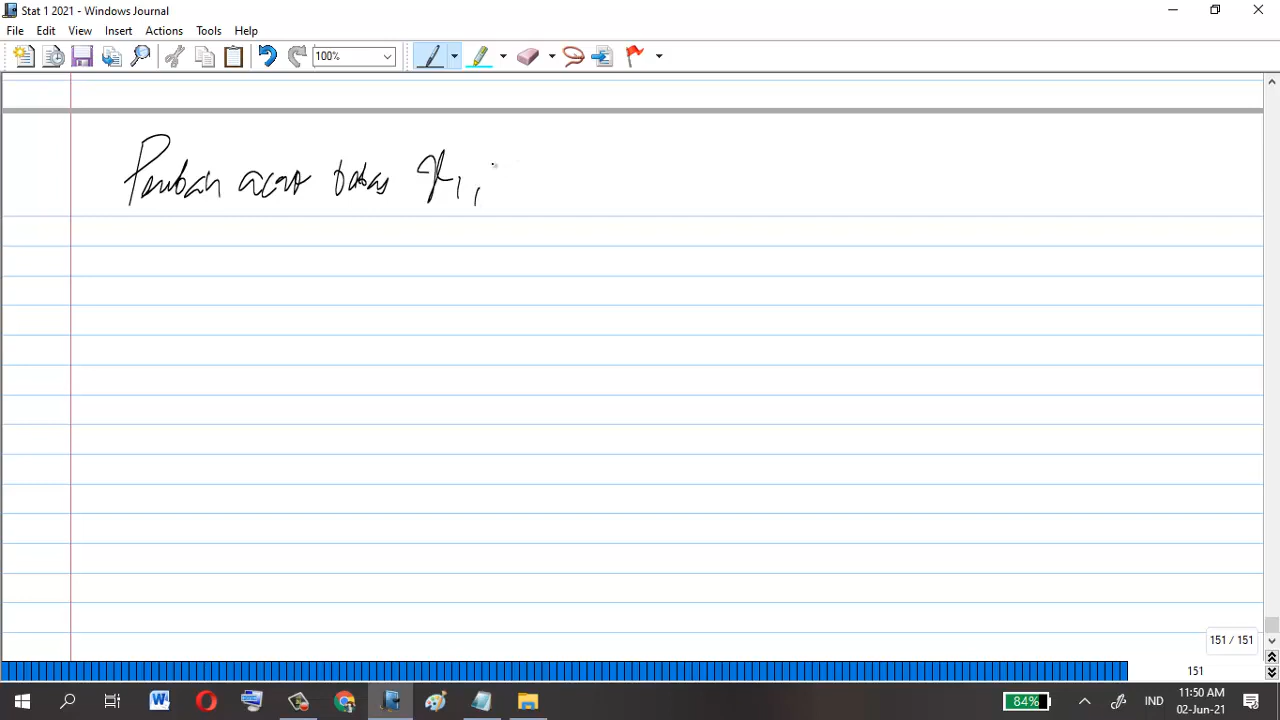 Stat 1 2021 - Windows Journal
File Edit View Insert Actions Tools Help
100%
Peubah acak bebas X1,
151 / 151
151
84% IND 11:50 AM
02-Jun-21